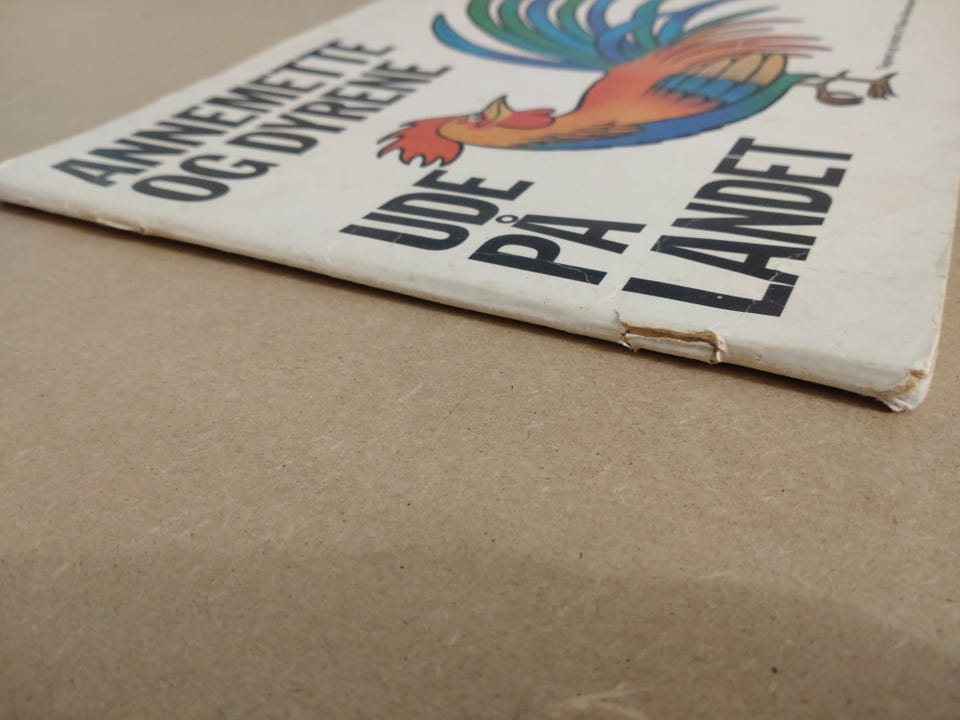 ANNEMETTE
OG DYRENE
UDE
PÅ
LANDET